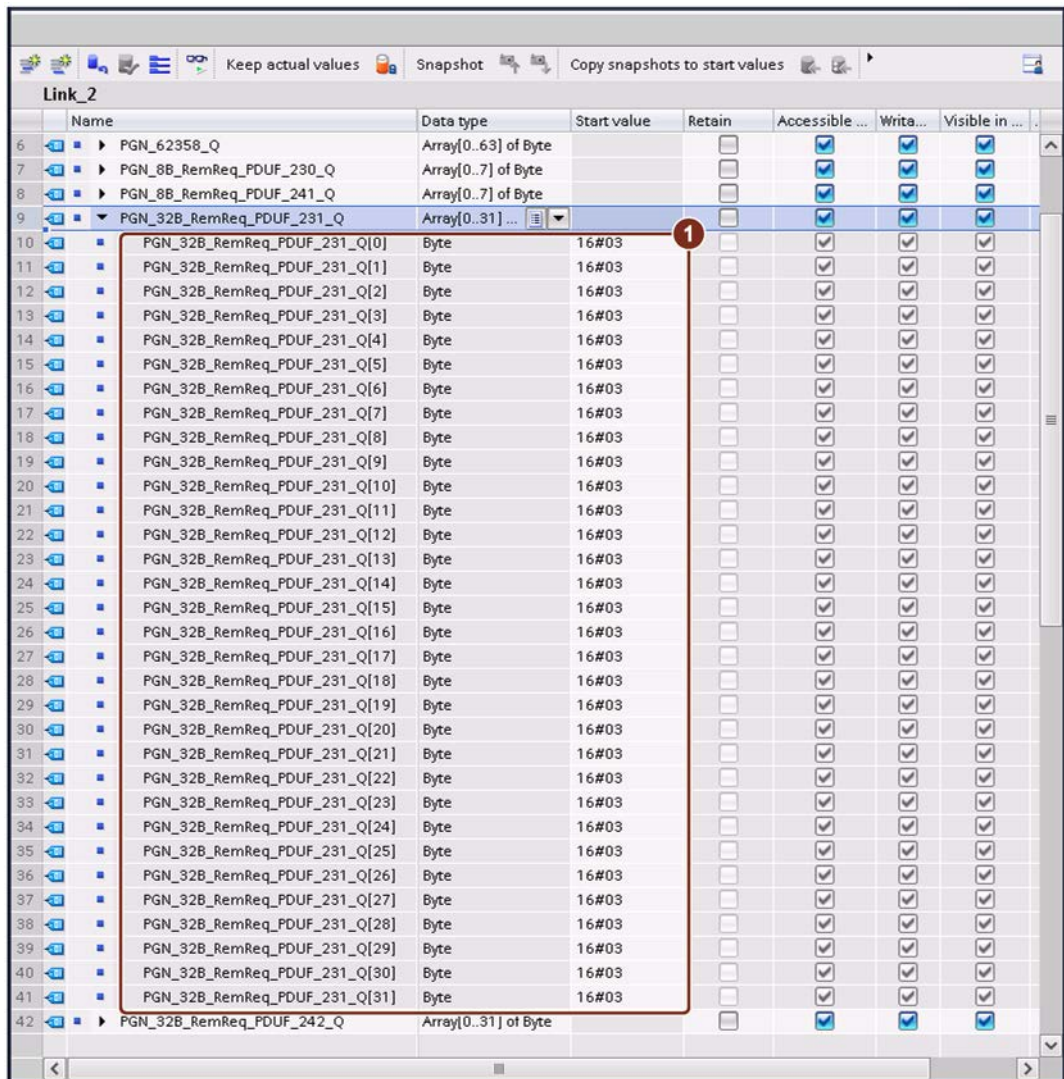 Keep actual values Snapshot Copy snapshots to start values
Link_2
Name Data type Start value Retain Accessible ... Writa... Visible in ... .
6 PGN_62358_Q Array[0..63] of Byte
7 PGN_8B_RemReq_PDUF_230_Q Array[0..7] of Byte
8 PGN_8B_RemReq_PDUF_241_Q Array[0..7] of Byte
9 PGN_32B_RemReq_PDUF_231_Q Array[0..31] ...
1
10 PGN_32B_RemReq_PDUF_231_Q[0] Byte 16#03
11 PGN_32B_RemReq_PDUF_231_Q[1] Byte 16#03
12 PGN_32B_RemReq_PDUF_231_Q[2] Byte 16#03
13 PGN_32B_RemReq_PDUF_231_Q[3] Byte 16#03
14 PGN_32B_RemReq_PDUF_231_Q[4] Byte 16#03
15 PGN_32B_RemReq_PDUF_231_Q[5] Byte 16#03
16 PGN_32B_RemReq_PDUF_231_Q[6] Byte 16#03
17 PGN_32B_RemReq_PDUF_231_Q[7] Byte 16#03
18 PGN_32B_RemReq_PDUF_231_Q[8] Byte 16#03
19 PGN_32B_RemReq_PDUF_231_Q[9] Byte 16#03
20 PGN_32B_RemReq_PDUF_231_Q[10] Byte 16#03
21 PGN_32B_RemReq_PDUF_231_Q[11] Byte 16#03
22 PGN_32B_RemReq_PDUF_231_Q[12] Byte 16#03
23 PGN_32B_RemReq_PDUF_231_Q[13] Byte 16#03
24 PGN_32B_RemReq_PDUF_231_Q[14] Byte 16#03
25 PGN_32B_RemReq_PDUF_231_Q[15] Byte 16#03
26 PGN_32B_RemReq_PDUF_231_Q[16] Byte 16#03
27 PGN_32B_RemReq_PDUF_231_Q[17] Byte 16#03
28 PGN_32B_RemReq_PDUF_231_Q[18] Byte 16#03
29 PGN_32B_RemReq_PDUF_231_Q[19] Byte 16#03
30 PGN_32B_RemReq_PDUF_231_Q[20] Byte 16#03
31 PGN_32B_RemReq_PDUF_231_Q[21] Byte 16#03
32 PGN_32B_RemReq_PDUF_231_Q[22] Byte 16#03
33 PGN_32B_RemReq_PDUF_231_Q[23] Byte 16#03
34 PGN_32B_RemReq_PDUF_231_Q[24] Byte 16#03
35 PGN_32B_RemReq_PDUF_231_Q[25] Byte 16#03
36 PGN_32B_RemReq_PDUF_231_Q[26] Byte 16#03
37 PGN_32B_RemReq_PDUF_231_Q[27] Byte 16#03
38 PGN_32B_RemReq_PDUF_231_Q[28] Byte 16#03
39 PGN_32B_RemReq_PDUF_231_Q[29] Byte 16#03
40 PGN_32B_RemReq_PDUF_231_Q[30] Byte 16#03
41 PGN_32B_RemReq_PDUF_231_Q[31] Byte 16#03
42 PGN_32B_RemReq_PDUF_242_Q Array[0..31] of Byte